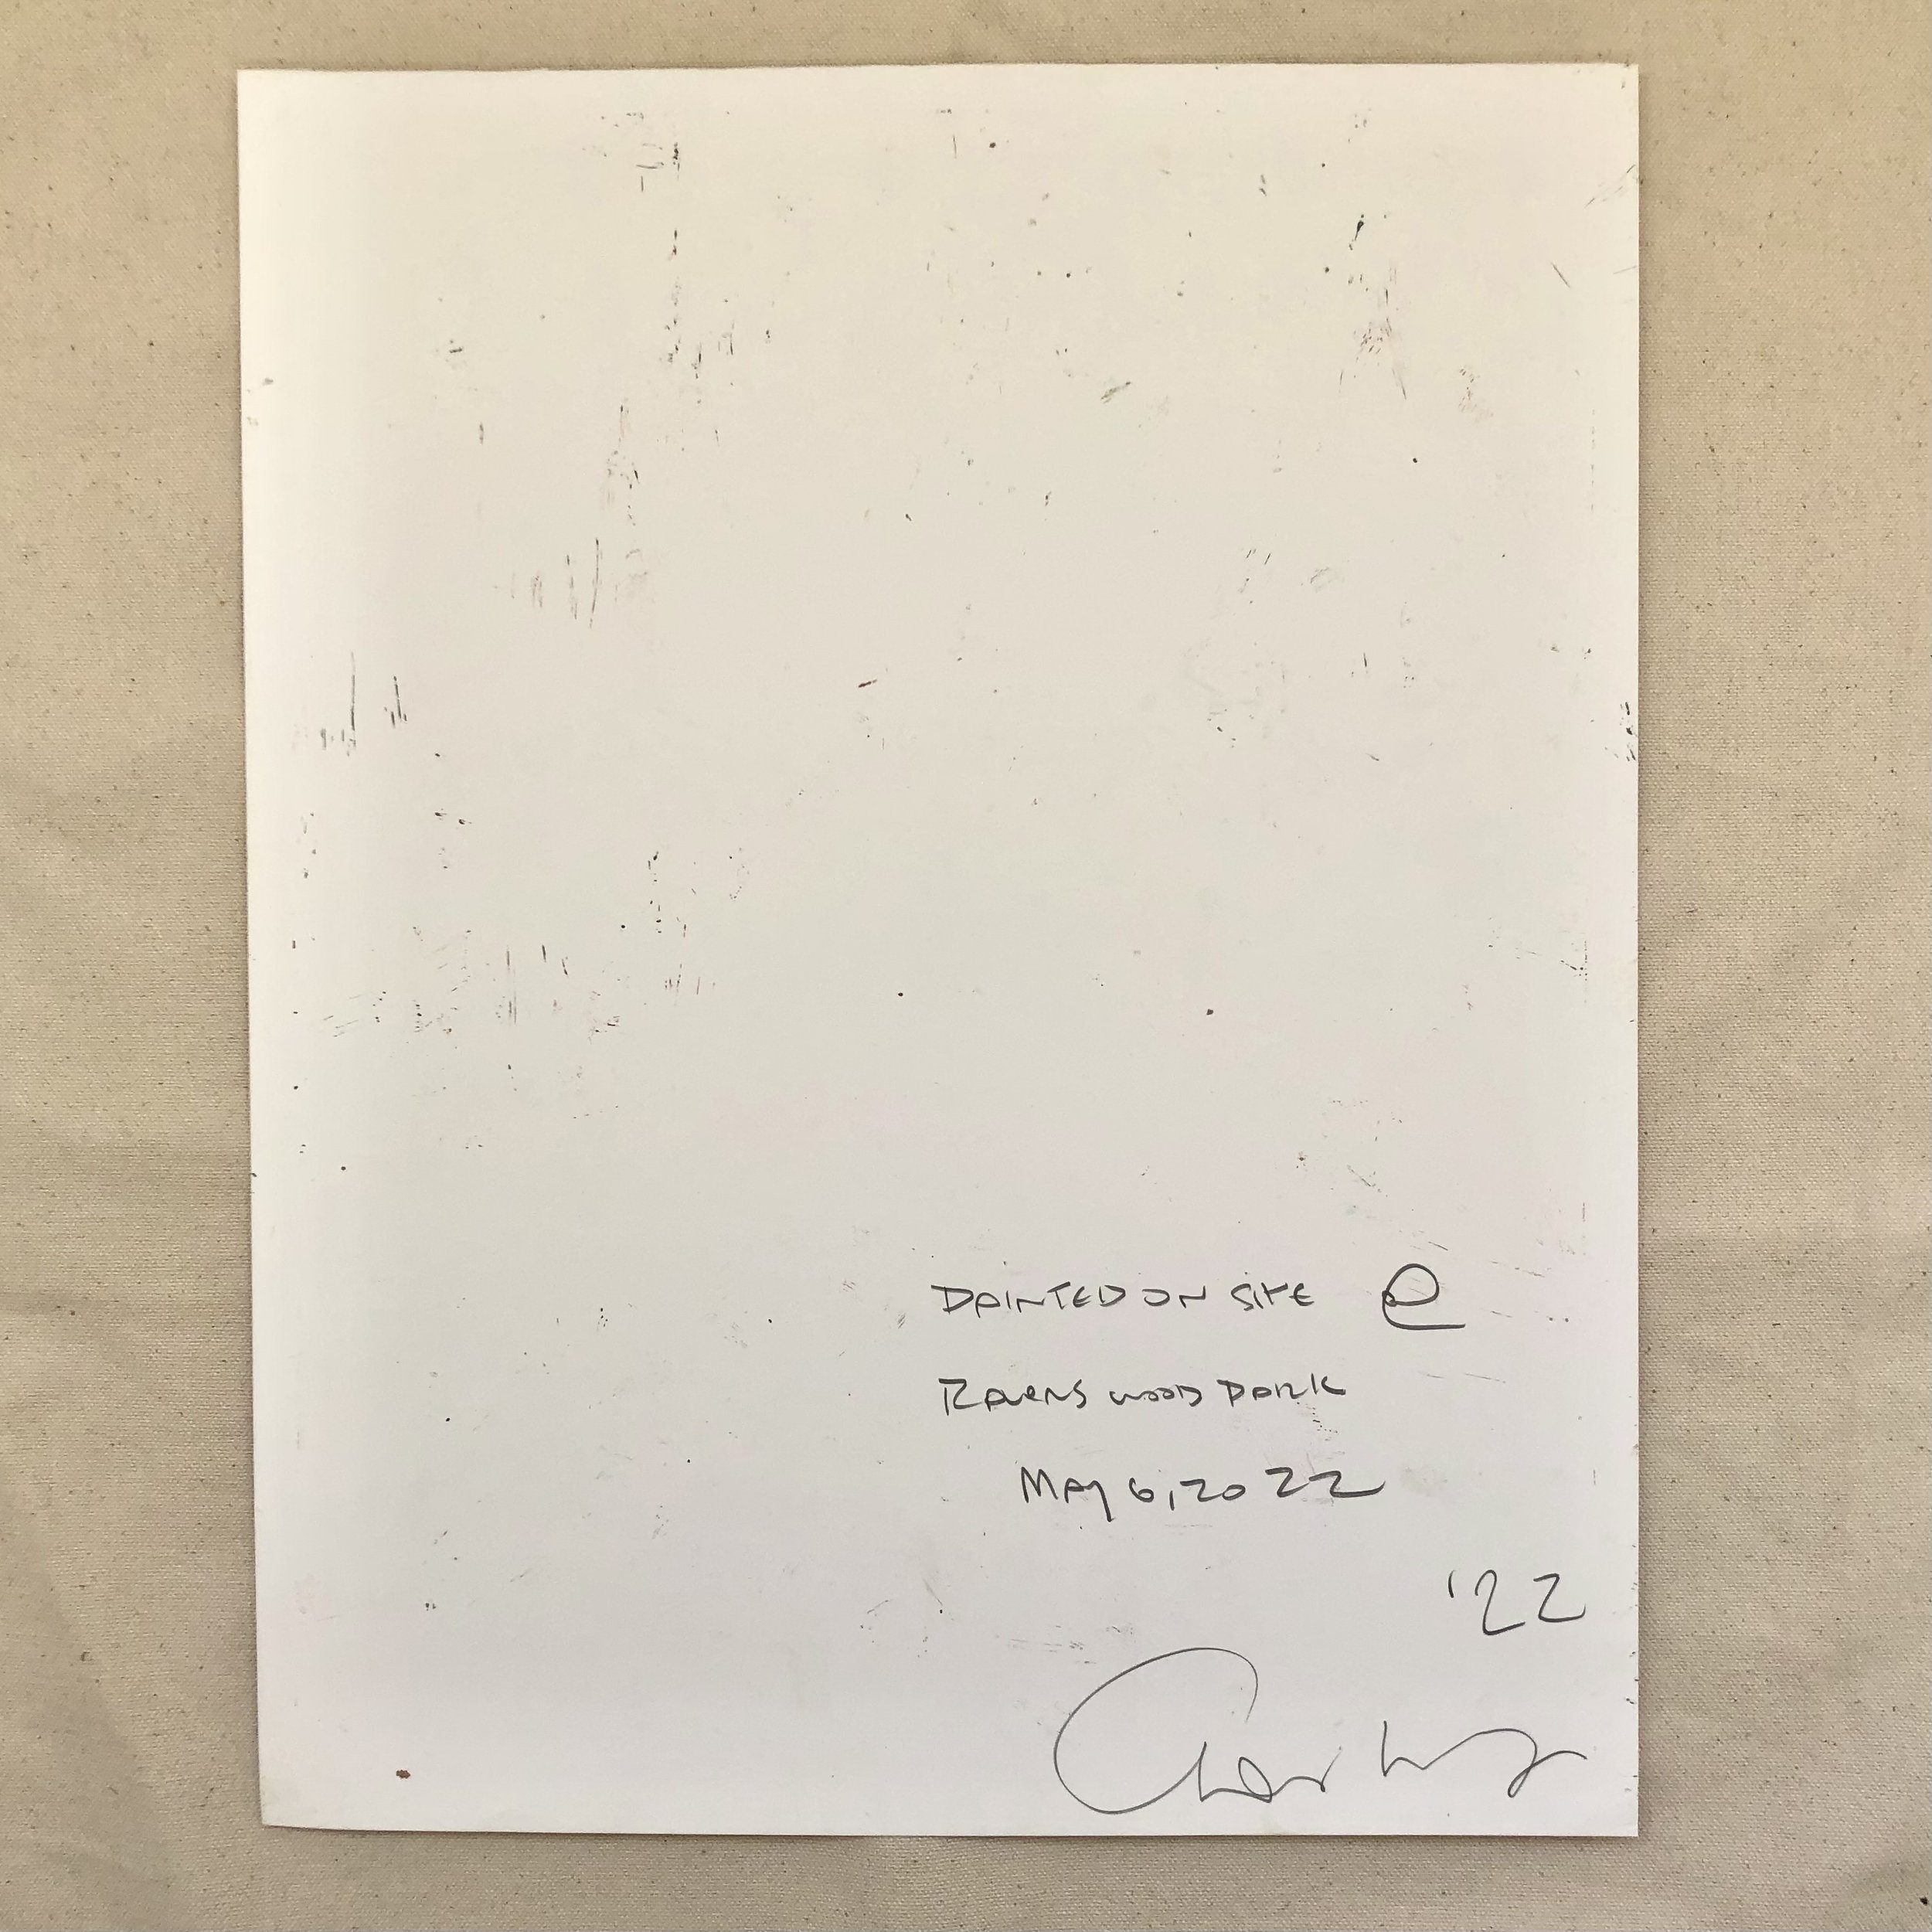 PAINTED ON SITE @
RAVENS WOOD PARK
MAY 6, 2022
'22